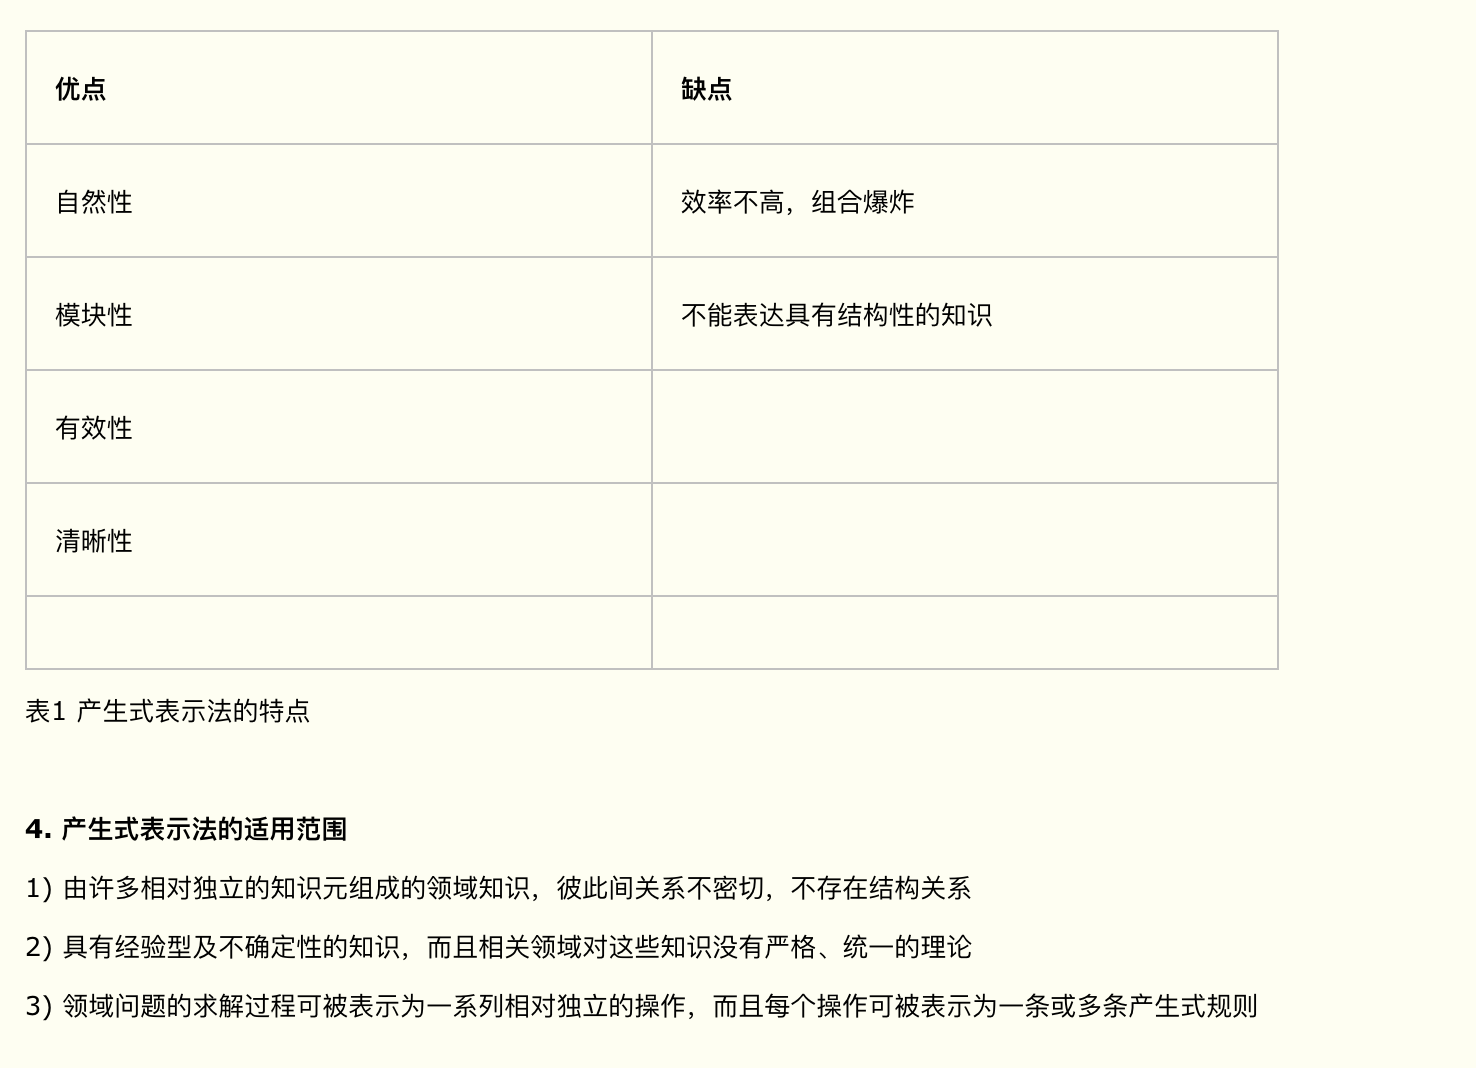 优点 缺点
自然性 效率不高，组合爆炸
模块性 不能表达具有结构性的知识
有效性
清晰性
表1 产生式表示法的特点
4. 产生式表示法的适用范围
1) 由许多相对独立的知识元组成的领域知识，彼此间关系不密切，不存在结构关系
2) 具有经验型及不确定性的知识，而且相关领域对这些知识没有严格、统一的理论
3) 领域问题的求解过程可被表示为一系列相对独立的操作，而且每个操作可被表示为一条或多条产生式规则